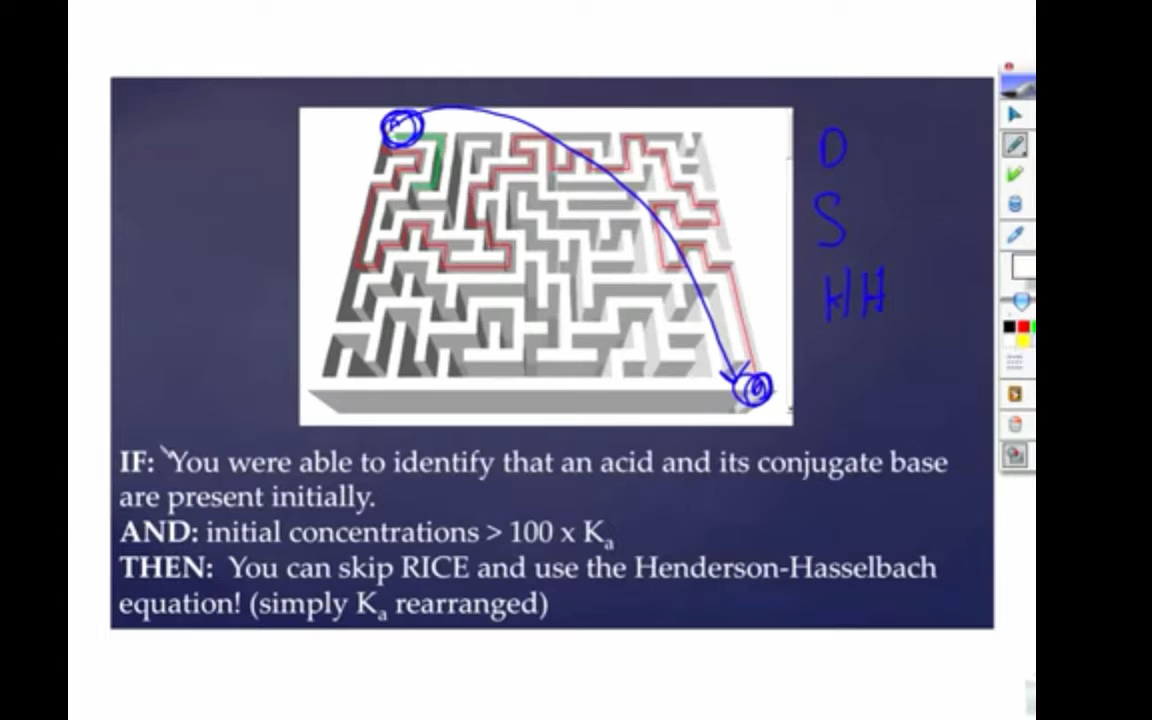 D
S
HH
IF: You were able to identify that an acid and its conjugate base
are present initially.
AND: initial concentrations > 100 x Kₐ
THEN: You can skip RICE and use the Henderson-Hasselbach
equation! (simply Kₐ rearranged)